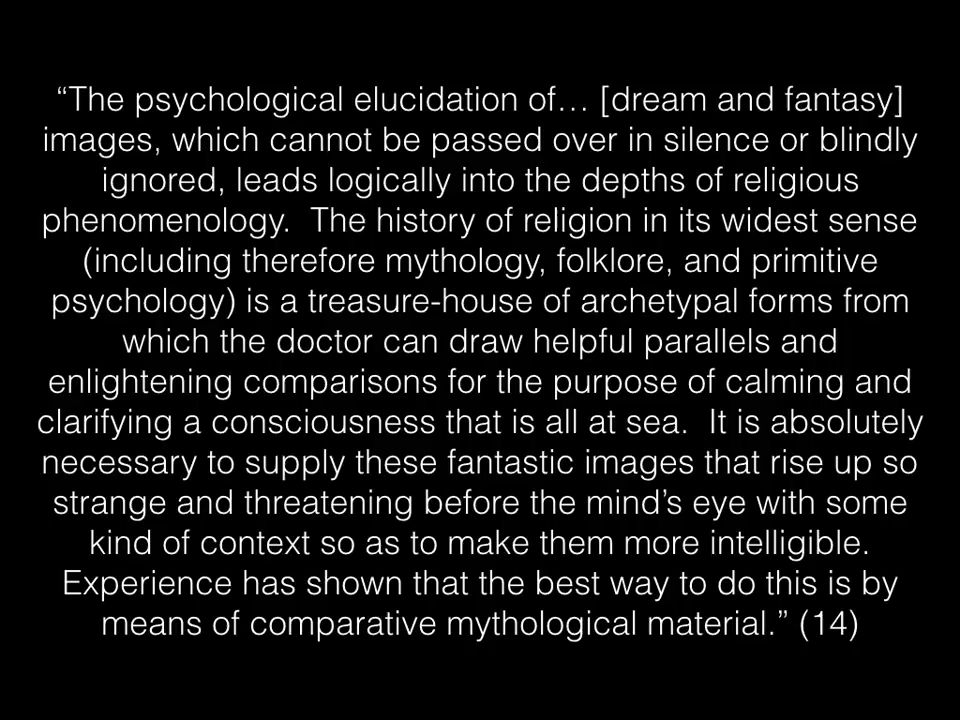 “The psychological elucidation of… [dream and fantasy]
images, which cannot be passed over in silence or blindly
ignored, leads logically into the depths of religious
phenomenology.  The history of religion in its widest sense
(including therefore mythology, folklore, and primitive
psychology) is a treasure-house of archetypal forms from
which the doctor can draw helpful parallels and
enlightening comparisons for the purpose of calming and
clarifying a consciousness that is all at sea.  It is absolutely
necessary to supply these fantastic images that rise up so
strange and threatening before the mind’s eye with some
kind of context so as to make them more intelligible.
Experience has shown that the best way to do this is by
means of comparative mythological material.” (14)